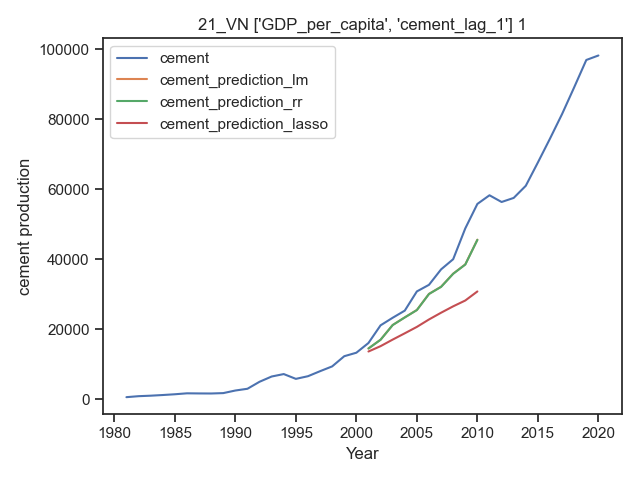 21_VN ['GDP_per_capita', 'cement_lag_1'] 1
cement
cement_prediction_lm
cement_prediction_rr
cement_prediction_lasso
100000
80000
60000
40000
20000
0
cement production
1980 1985 1990 1995 2000 2005 2010 2015 2020
Year